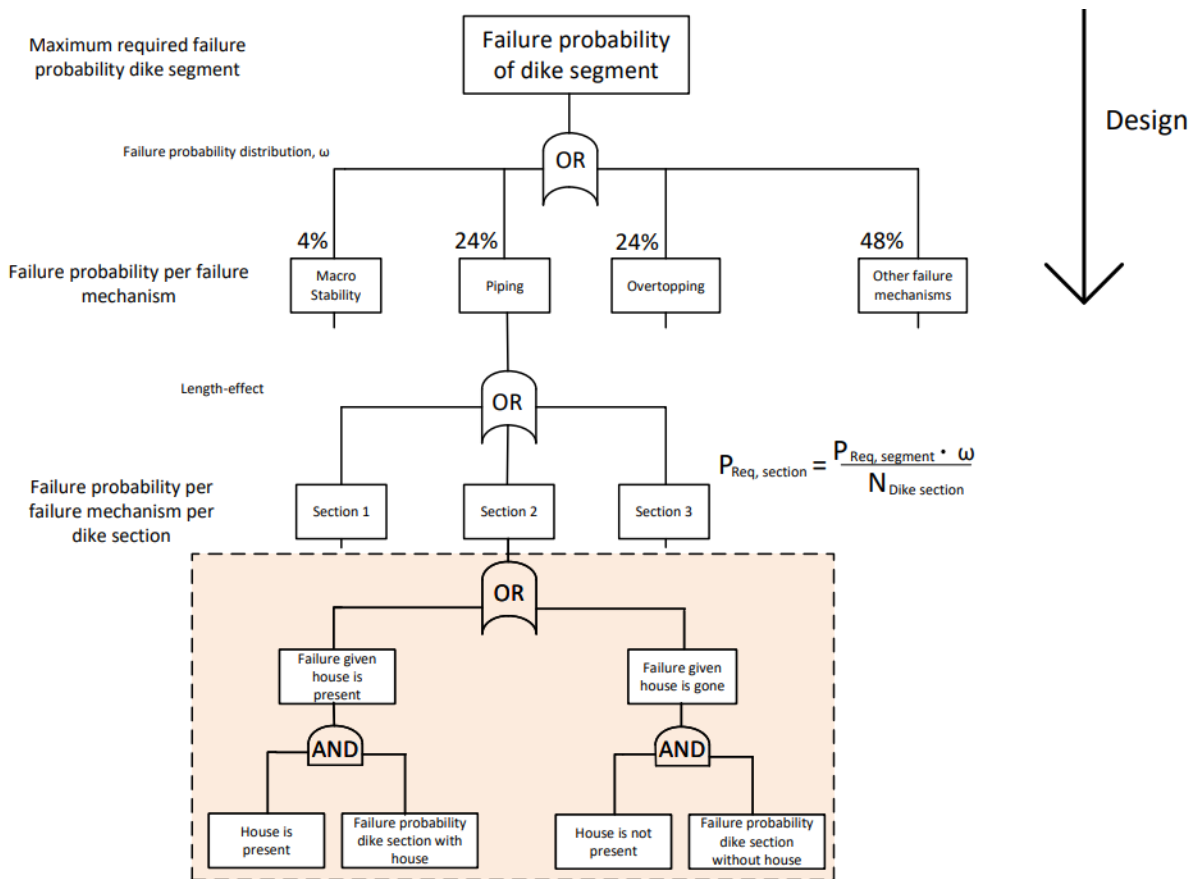 Maximum required failure
probability dike segment
Failure probability
of dike segment
Design
Failure probability distribution, ω
OR
4%
24%
24%
48%
Failure probability per failure
mechanism
Macro
Stability
Piping
Overtopping
Other failure
mechanisms
Length-effect
OR
P Req, section = P Req, segment · ω
N Dike section
Failure probability per
failure mechanism per
dike section
Section 1
Section 2
Section 3
OR
Failure given
house is
present
Failure given
house is gone
AND
AND
House is
present
Failure probability
dike section with
house
House is not
present
Failure probability
dike section
without house